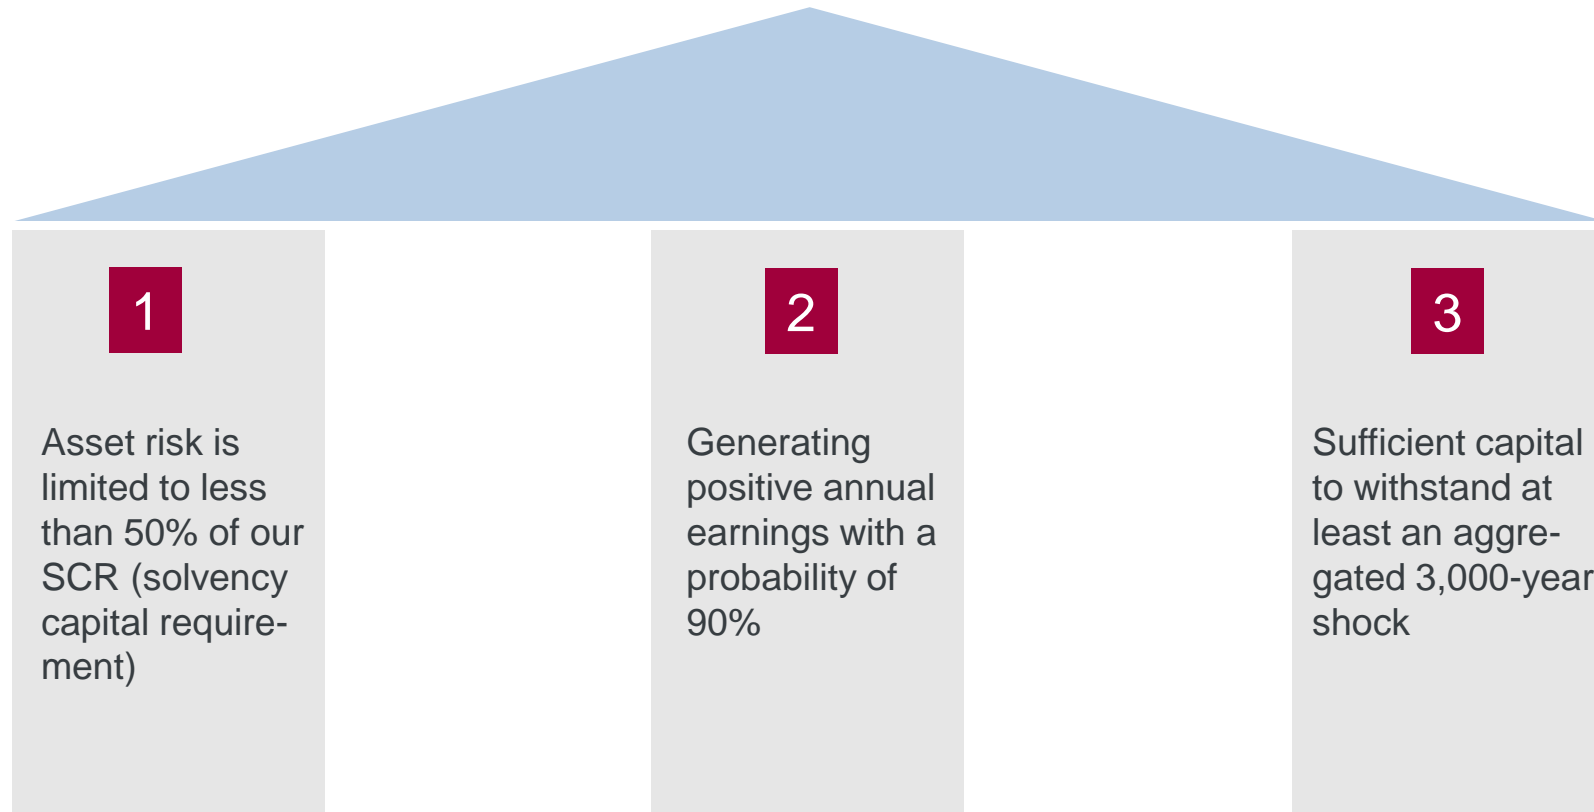 1
Asset risk is
limited to less
than 50% of our
SCR (solvency
capital require-
ment)
2
Generating
positive annual
earnings with a
probability of
90%
3
Sufficient capital
to withstand at
least an aggre-
gated 3,000-year
shock